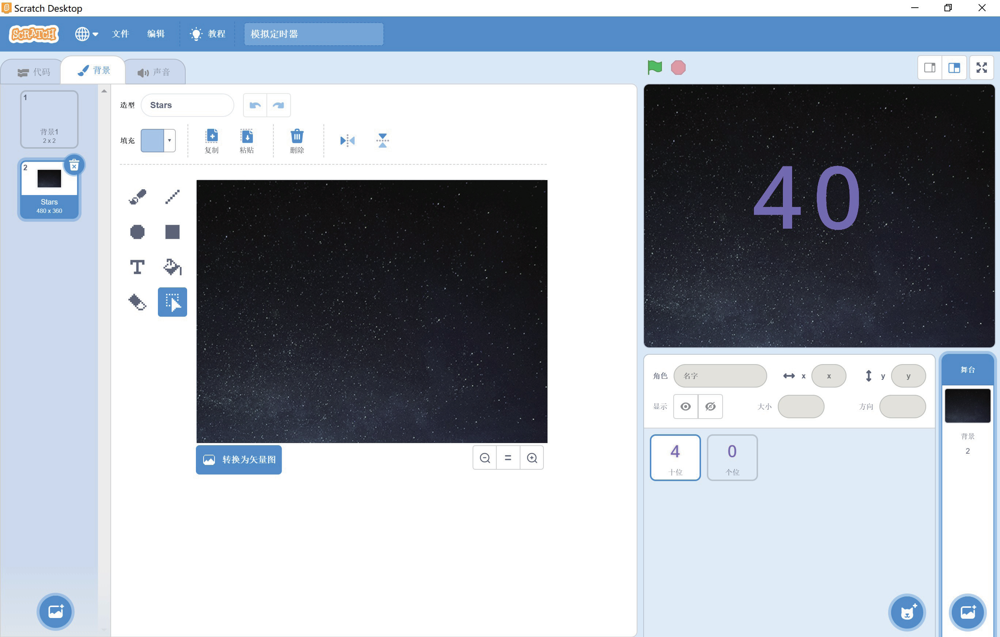 Scratch Desktop
SCRATCH
文件
编辑
教程
模拟定时器
代码
背景
声音
1
背景1
2 x 2
2
Stars
480 x 360
造型
Stars
填充
复制
粘贴
删除
T
转换为矢量图
40
角色
名字
x
x
y
y
显示
大小
方向
4
十位
0
个位
舞台
背景
2